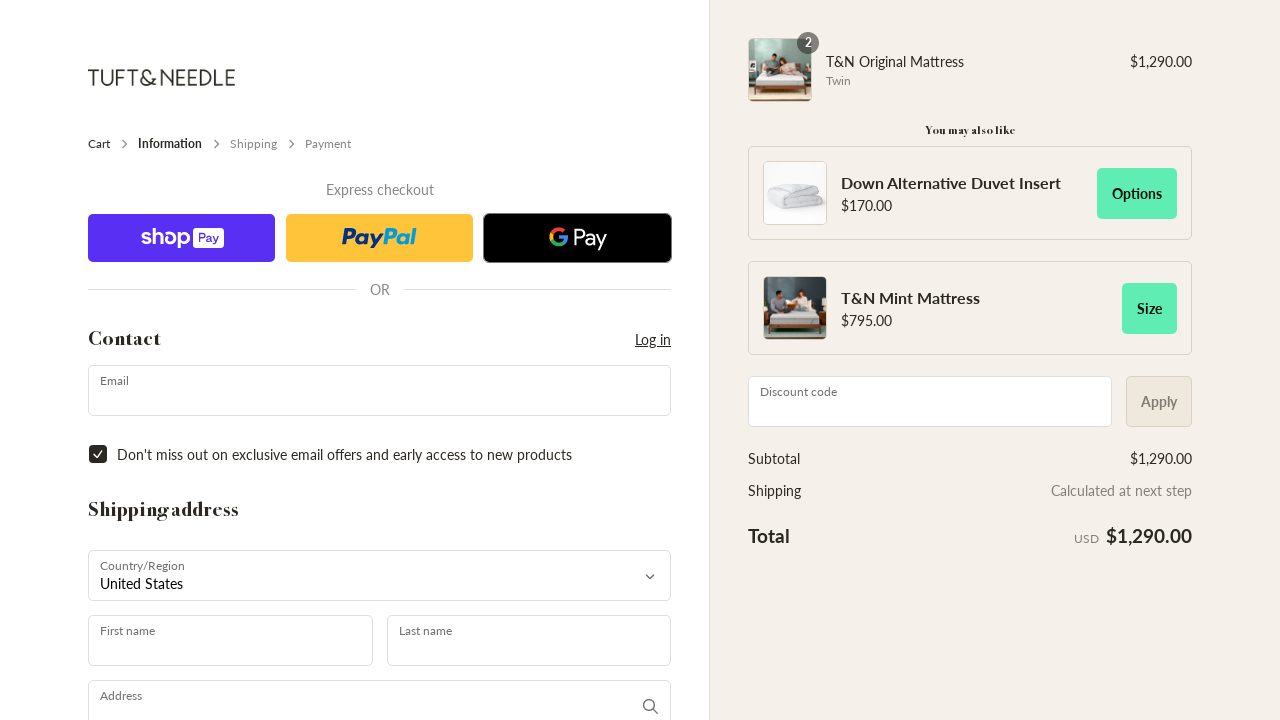 TUFT&NEEDLE
Cart > Information > Shipping > Payment
Express checkout
shop Pay
PayPal
G Pay
OR
Contact
Log in
Email
Don't miss out on exclusive email offers and early access to new products
Shipping address
Country/Region
United States
First name
Last name
Address
2
T&N Original Mattress
$1,290.00
Twin
You may also like
Down Alternative Duvet Insert
$170.00
Options
T&N Mint Mattress
$795.00
Size
Discount code
Apply
Subtotal $1,290.00
Shipping Calculated at next step
Total USD $1,290.00